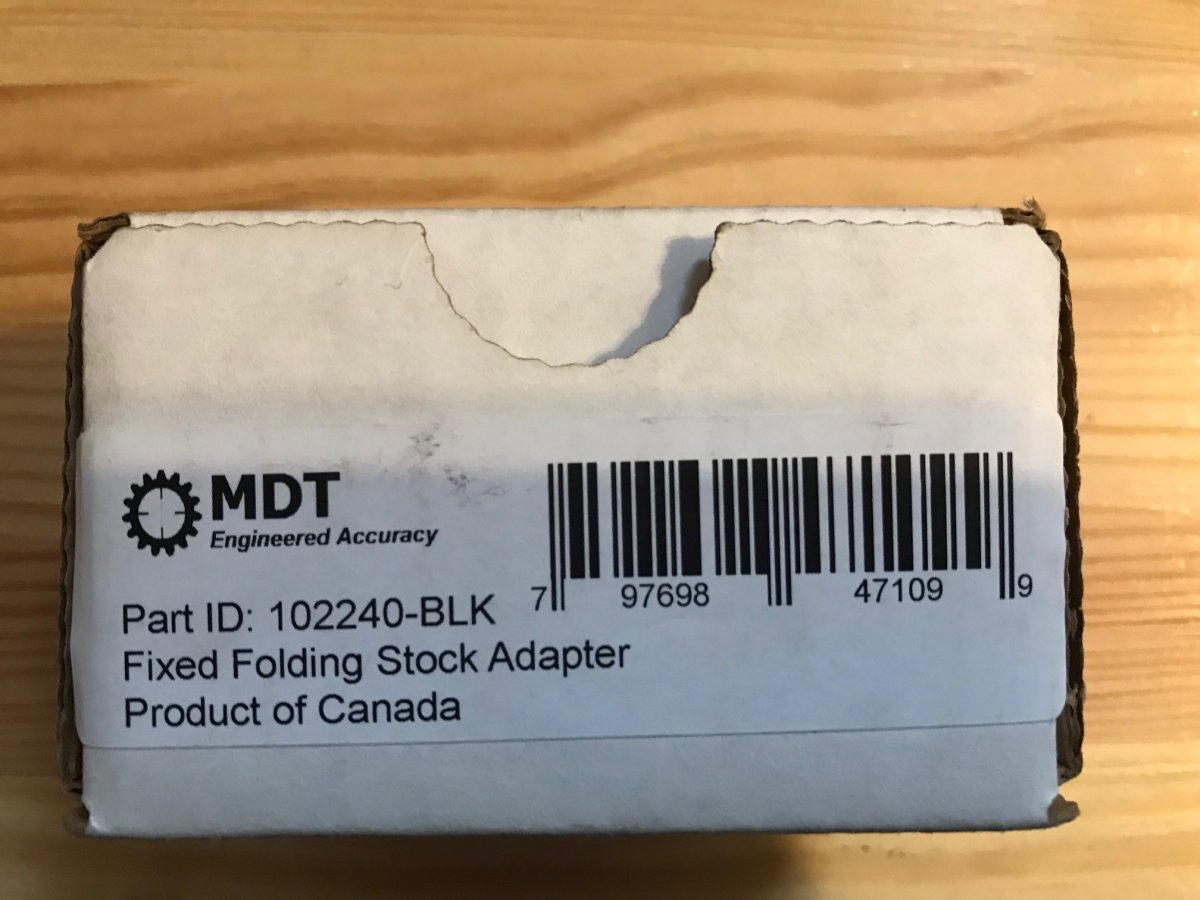 MDT
Engineered Accuracy
7 97698 47109 9
Part ID: 102240-BLK
Fixed Folding Stock Adapter
Product of Canada